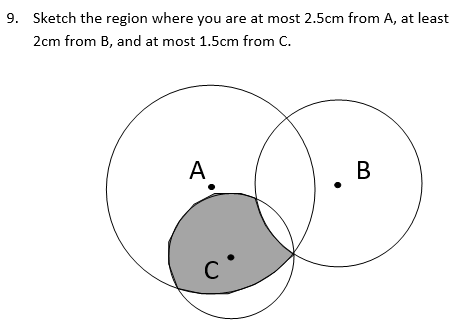 9. Sketch the region where you are at most 2.5cm from A, at least
2cm from B, and at most 1.5cm from C.
A
B
C